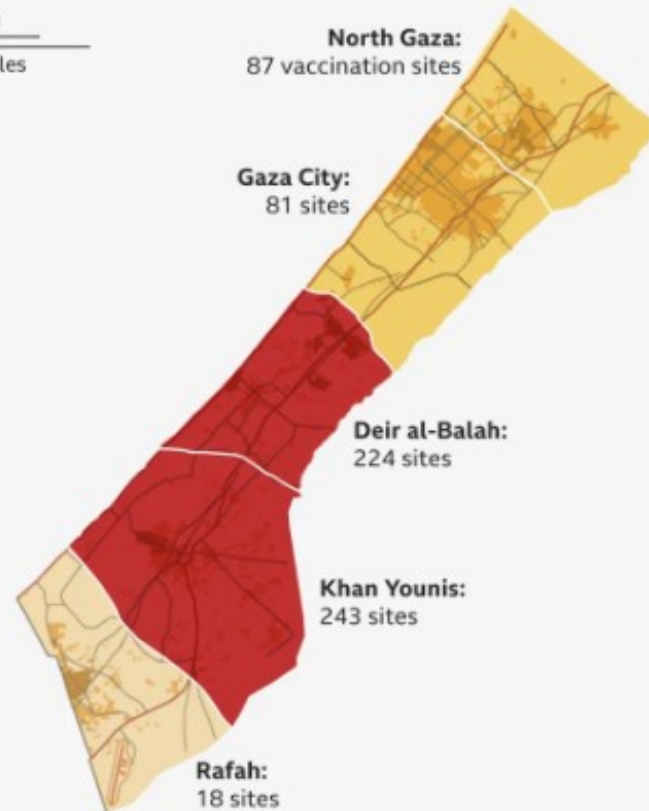 les
North Gaza:
87 vaccination sites
Gaza City:
81 sites
Deir al-Balah:
224 sites
Khan Younis:
243 sites
Rafah:
18 sites